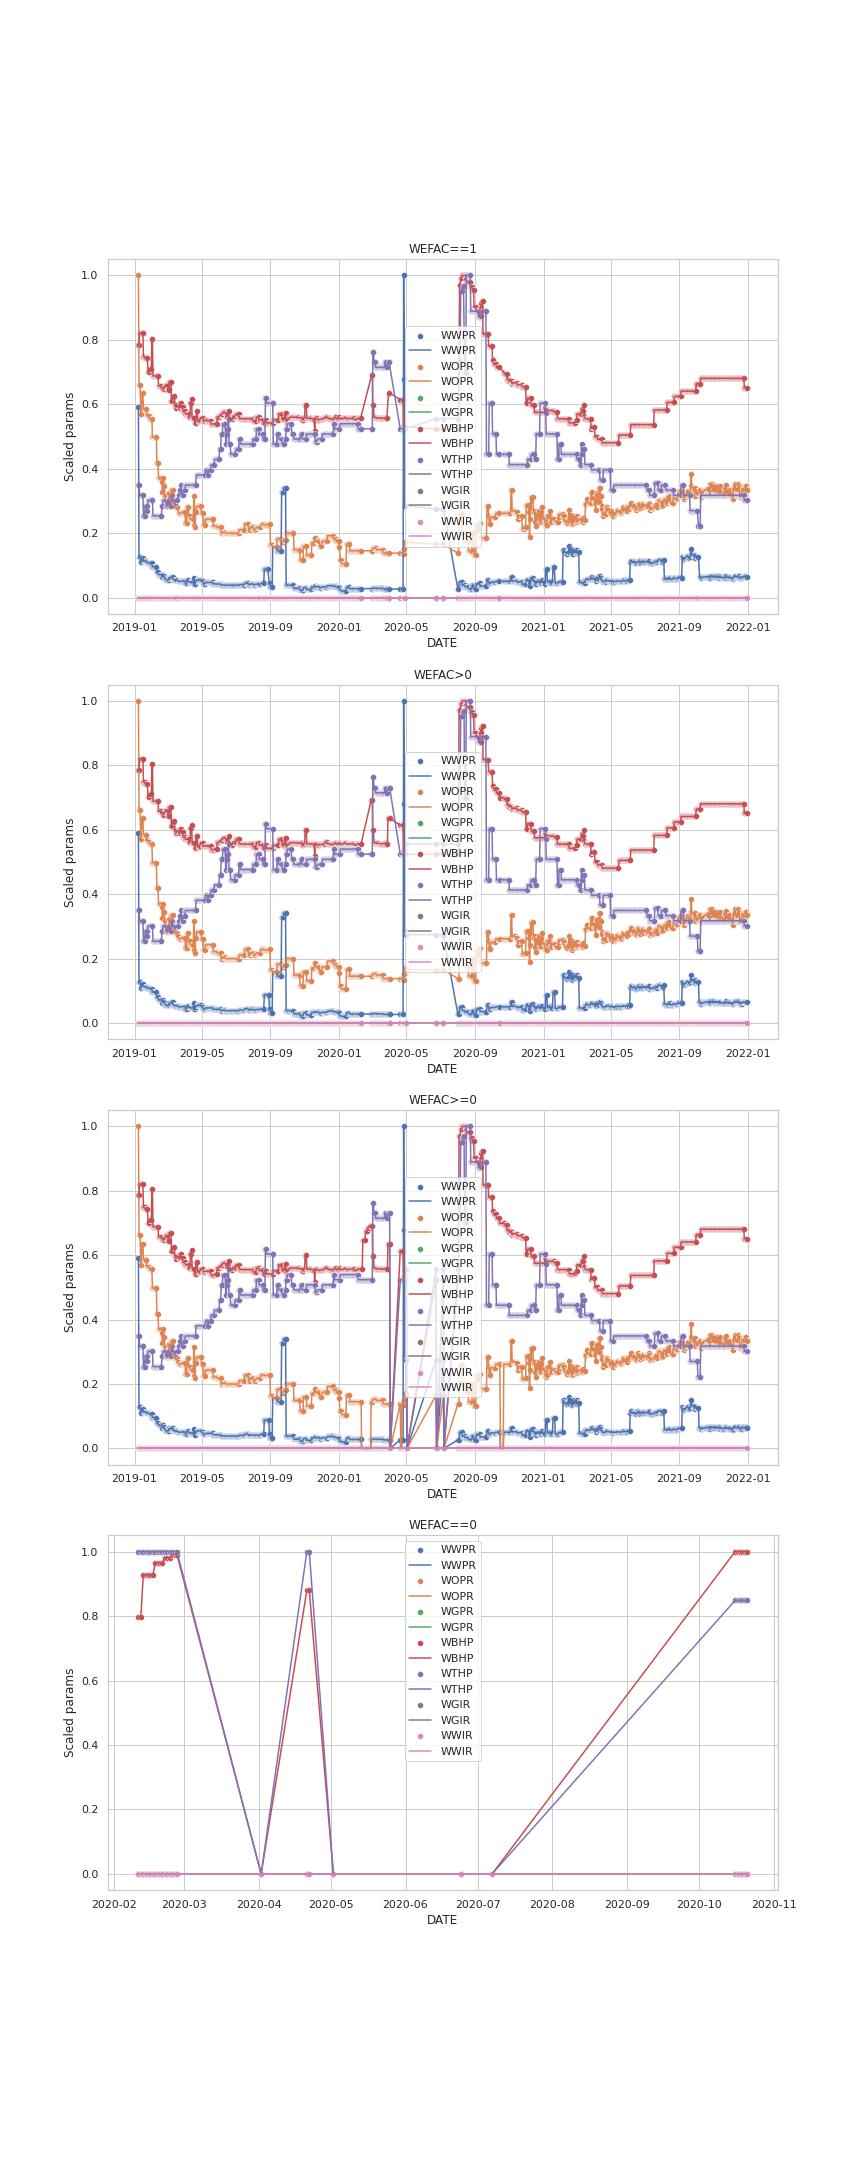 WEFAC==1
1.0
0.8
0.6
0.4
0.2
0.0
Scaled params
WWPR
WWPR
WOPR
WOPR
WGPR
WGPR
WBHP
WBHP
WTHP
WTHP
WGIR
WGIR
WWIR
WWIR
2019-01 2019-05 2019-09 2020-01 2020-05 2020-09 2021-01 2021-05 2021-09 2022-01
DATE
WEFAC>0
1.0
0.8
0.6
0.4
0.2
0.0
Scaled params
WWPR
WWPR
WOPR
WOPR
WGPR
WGPR
WBHP
WBHP
WTHP
WTHP
WGIR
WGIR
WWIR
WWIR
2019-01 2019-05 2019-09 2020-01 2020-05 2020-09 2021-01 2021-05 2021-09 2022-01
DATE
WEFAC>=0
1.0
0.8
0.6
0.4
0.2
0.0
Scaled params
WWPR
WWPR
WOPR
WOPR
WGPR
WGPR
WBHP
WBHP
WTHP
WTHP
WGIR
WGIR
WWIR
WWIR
2019-01 2019-05 2019-09 2020-01 2020-05 2020-09 2021-01 2021-05 2021-09 2022-01
DATE
WEFAC==0
1.0
0.8
0.6
0.4
0.2
0.0
Scaled params
WWPR
WWPR
WOPR
WOPR
WGPR
WGPR
WBHP
WBHP
WTHP
WTHP
WGIR
WGIR
WWIR
WWIR
2020-02 2020-03 2020-04 2020-05 2020-06 2020-07 2020-08 2020-09 2020-10 2020-11
DATE